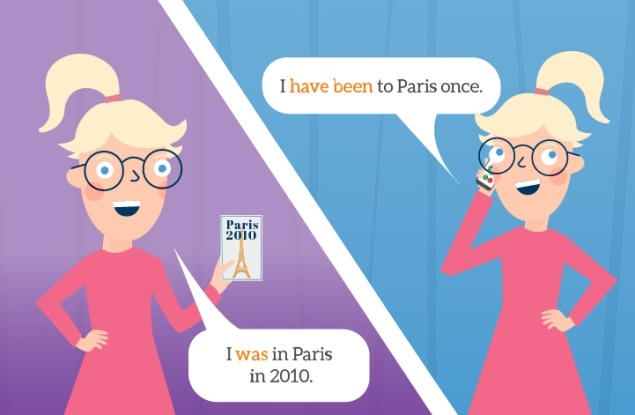 I have been to Paris once.
Paris
2010
I was in Paris
in 2010.